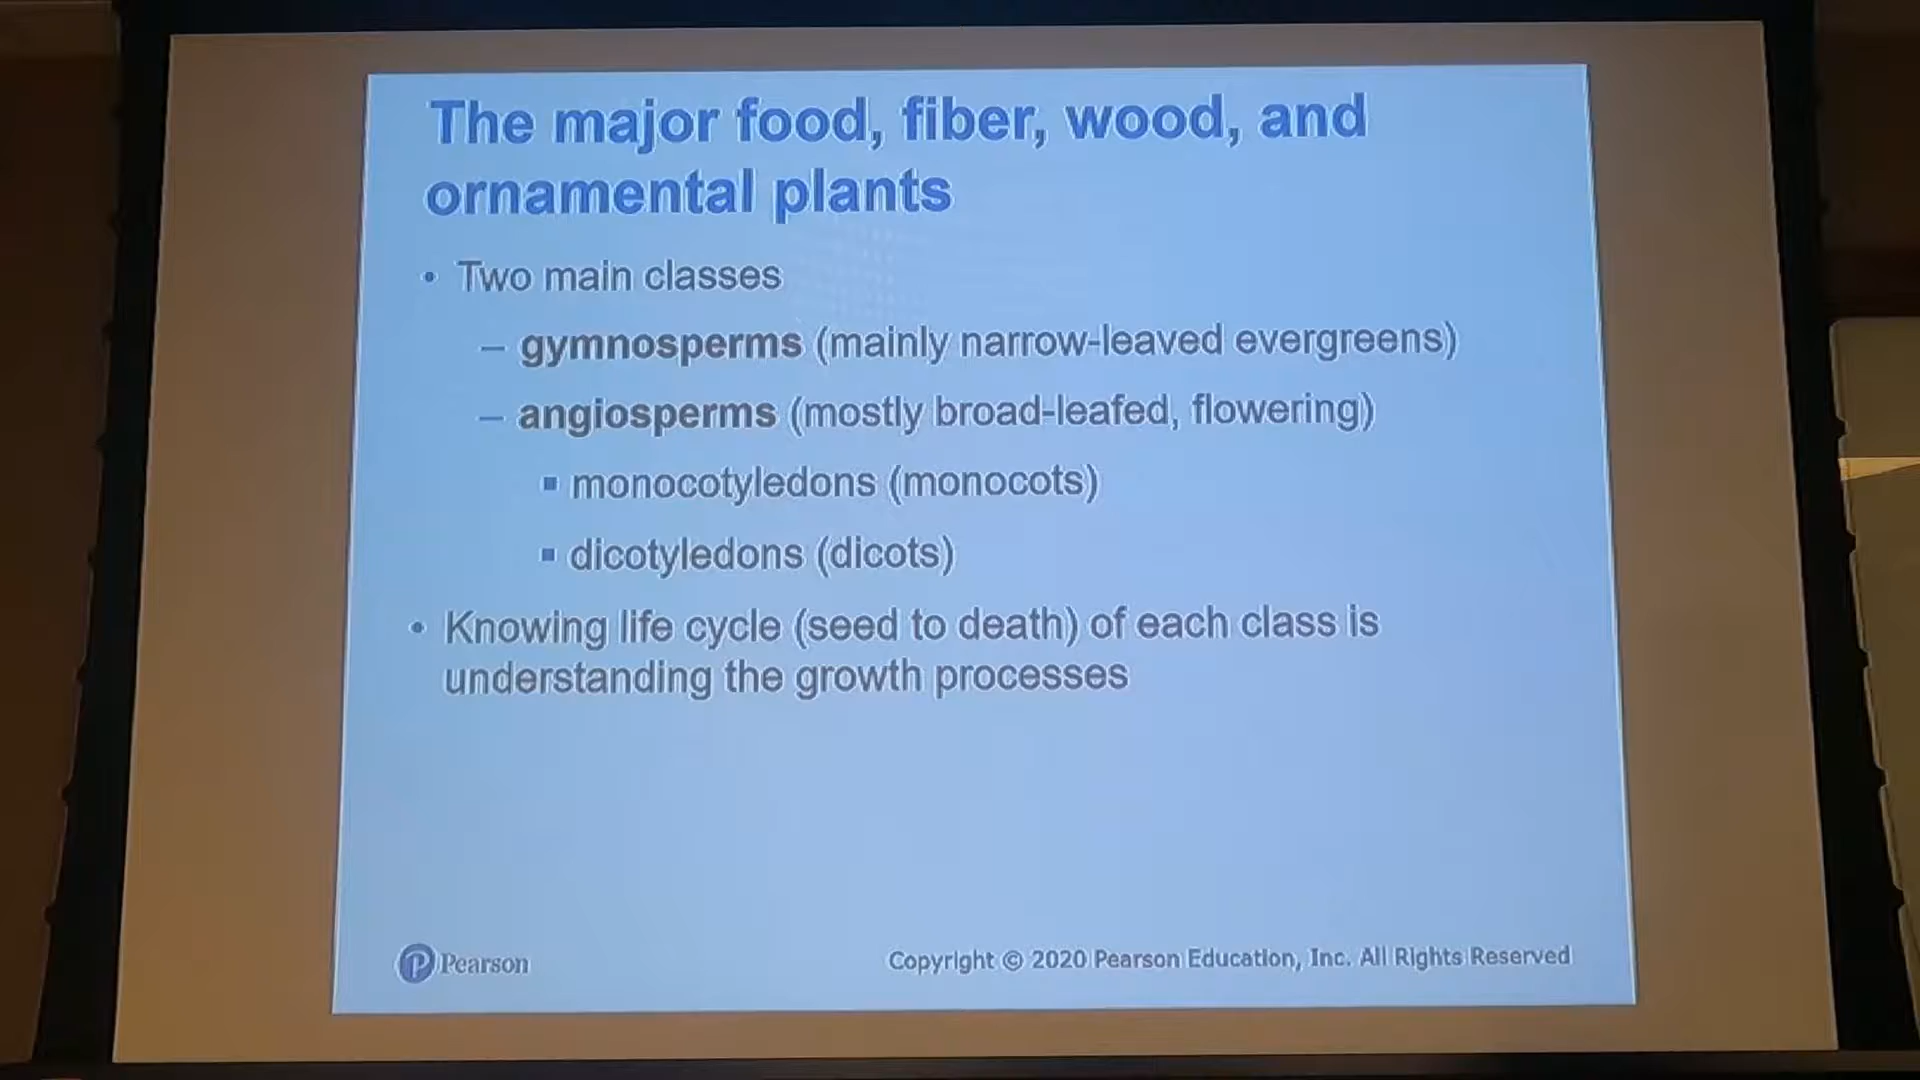 The major food, fiber, wood, and
ornamental plants
• Two main classes
– gymnosperms (mainly narrow-leaved evergreens)
– angiosperms (mostly broad-leafed, flowering)
▪ monocotyledons (monocots)
▪ dicotyledons (dicots)
• Knowing life cycle (seed to death) of each class is
understanding the growth processes
P Pearson
Copyright © 2020 Pearson Education, Inc. All Rights Reserved